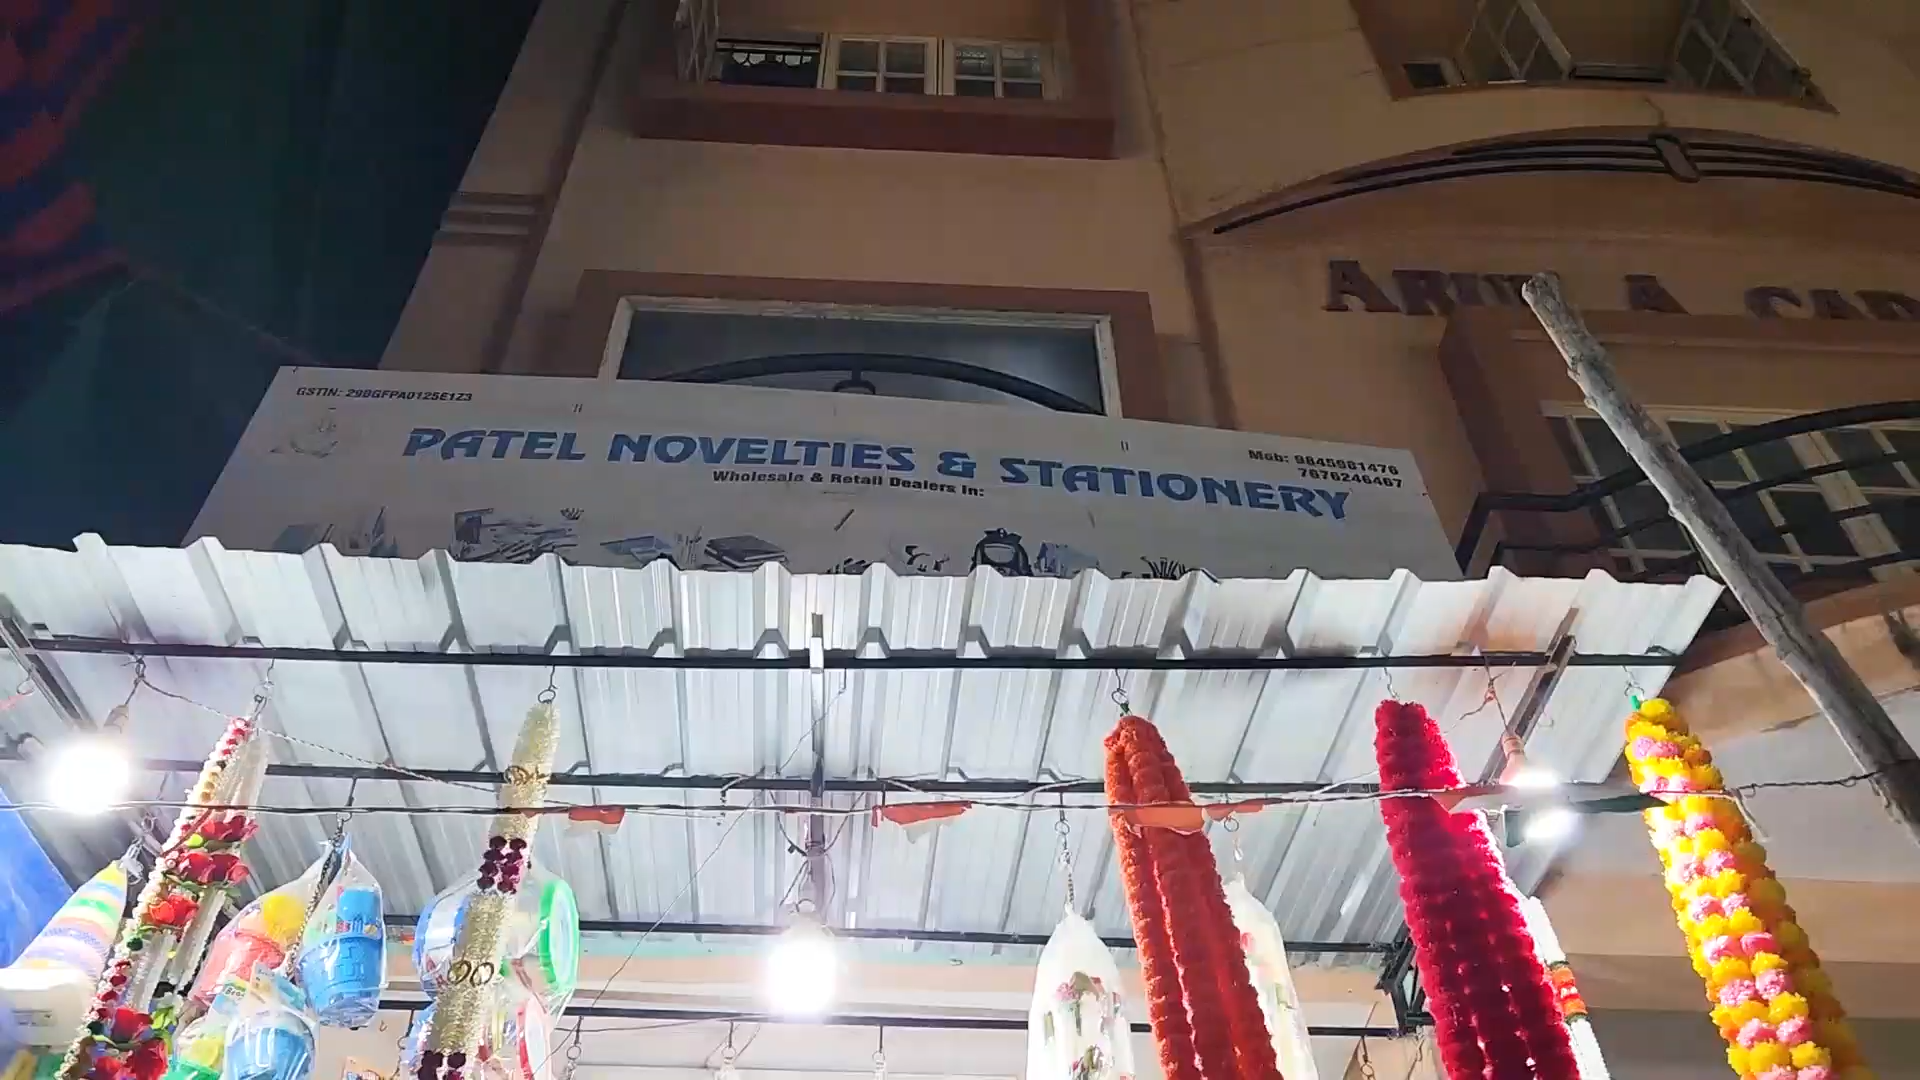 GSTIN: 29BGFPA0125E1Z3
PATEL NOVELTIES & STATIONERY
Mob: 9845981476
7676246467
Wholesale & Retail Dealers In: